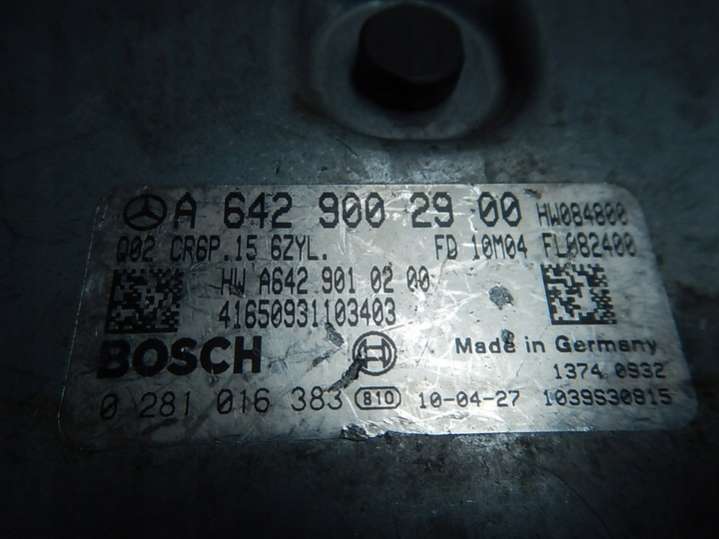 A 642 900 29 00 HW084800
Q02 CR6P.15 6ZYL. FD 10M04 FL082400
HW A642 901 02 00
41650931103403
BOSCH Made in Germany
1374 0932
0 281 016 383 810 10-04-27 1039S30815